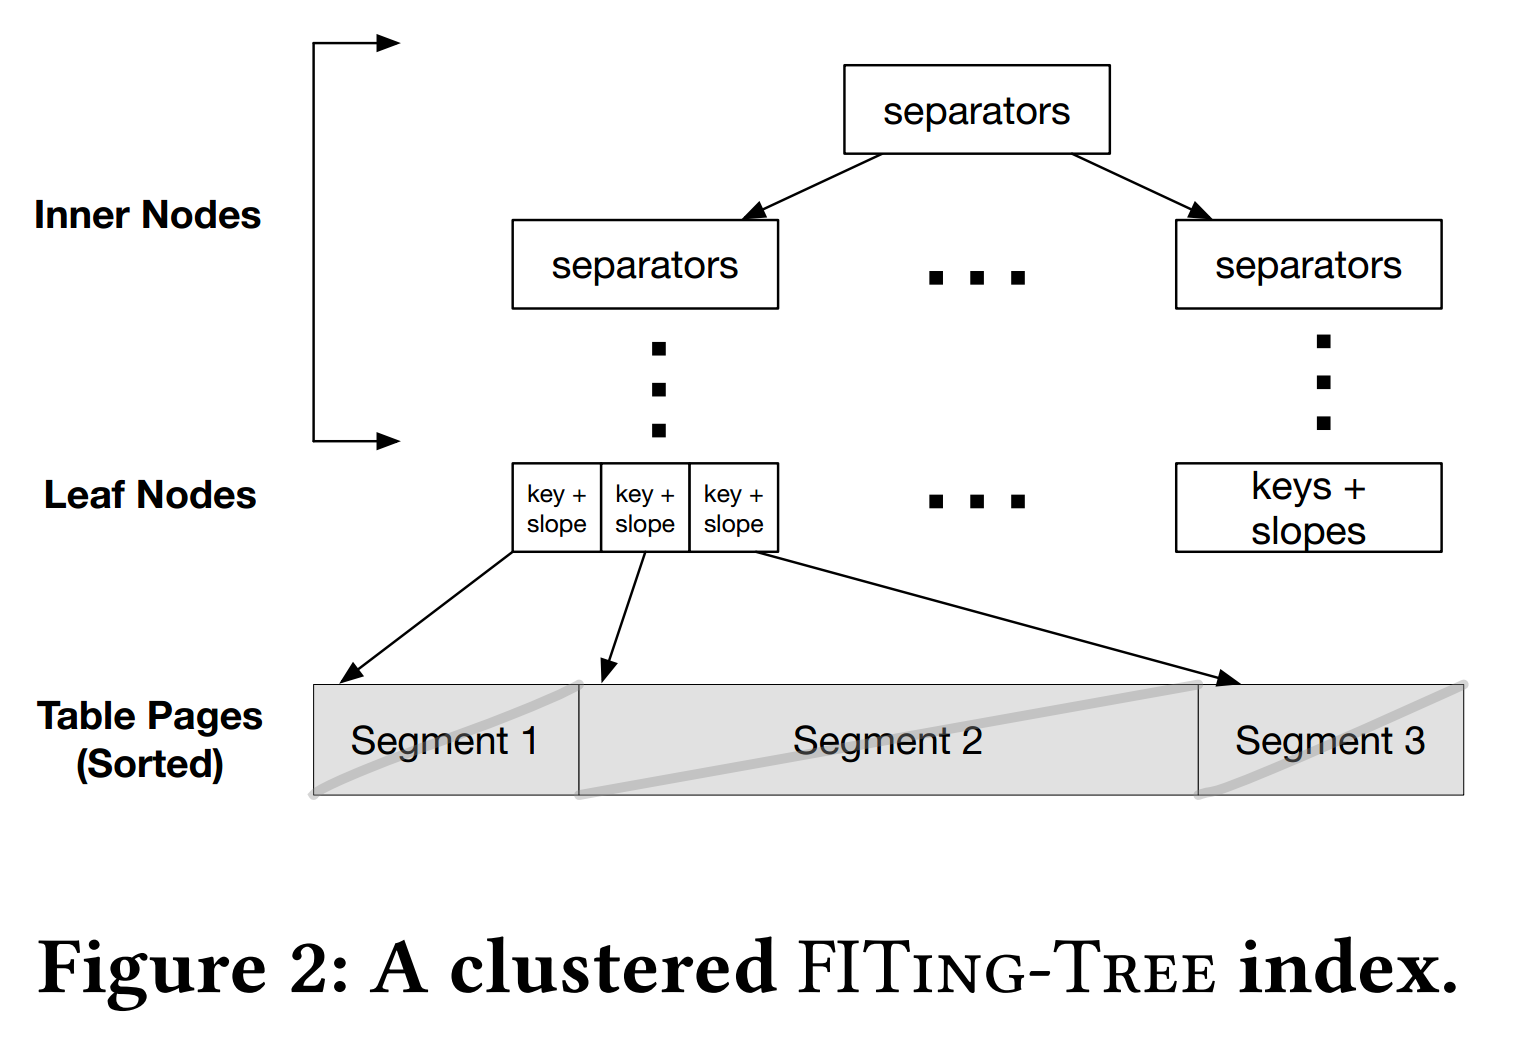 separators
Inner Nodes
separators
separators
Leaf Nodes
key +
slope
key +
slope
key +
slope
keys +
slopes
Table Pages
(Sorted)
Segment 1
Segment 2
Segment 3
Figure 2: A clustered FITing-Tree index.